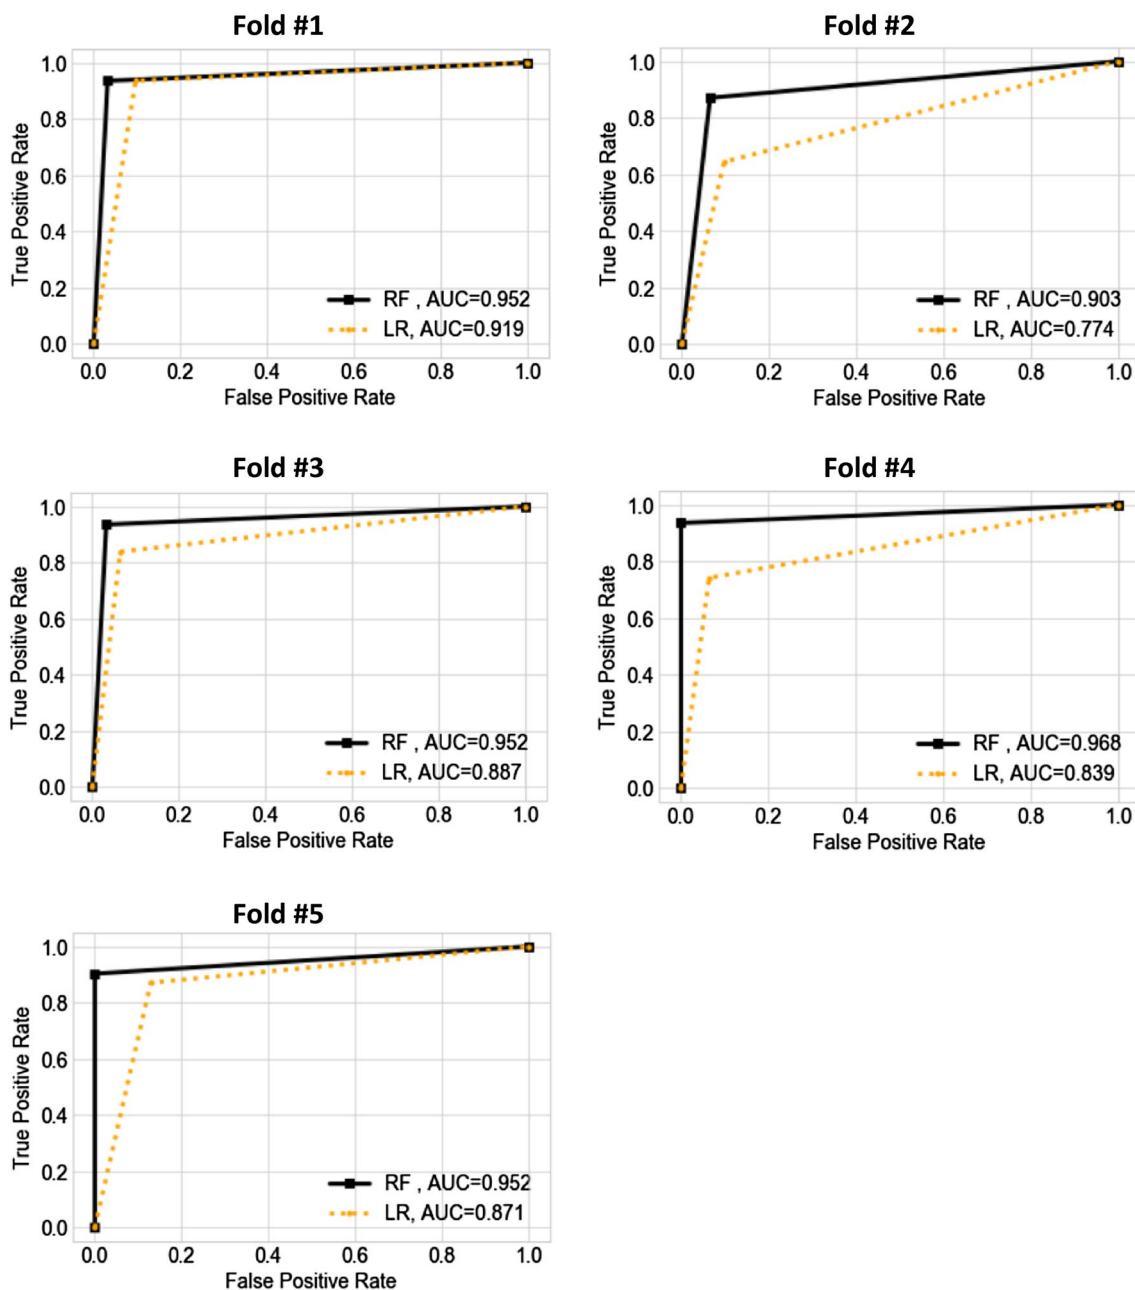 Fold #1
1.0
0.8
0.6
0.4
0.2
0.0
True Positive Rate
RF , AUC=0.952
LR, AUC=0.919
0.0 0.2 0.4 0.6 0.8 1.0
False Positive Rate
Fold #2
1.0
0.8
0.6
0.4
0.2
0.0
True Positive Rate
RF , AUC=0.903
LR, AUC=0.774
0.0 0.2 0.4 0.6 0.8 1.0
False Positive Rate
Fold #3
1.0
0.8
0.6
0.4
0.2
0.0
True Positive Rate
RF , AUC=0.952
LR, AUC=0.887
0.0 0.2 0.4 0.6 0.8 1.0
False Positive Rate
Fold #4
1.0
0.8
0.6
0.4
0.2
0.0
True Positive Rate
RF , AUC=0.968
LR, AUC=0.839
0.0 0.2 0.4 0.6 0.8 1.0
False Positive Rate
Fold #5
1.0
0.8
0.6
0.4
0.2
0.0
True Positive Rate
RF , AUC=0.952
LR, AUC=0.871
0.0 0.2 0.4 0.6 0.8 1.0
False Positive Rate